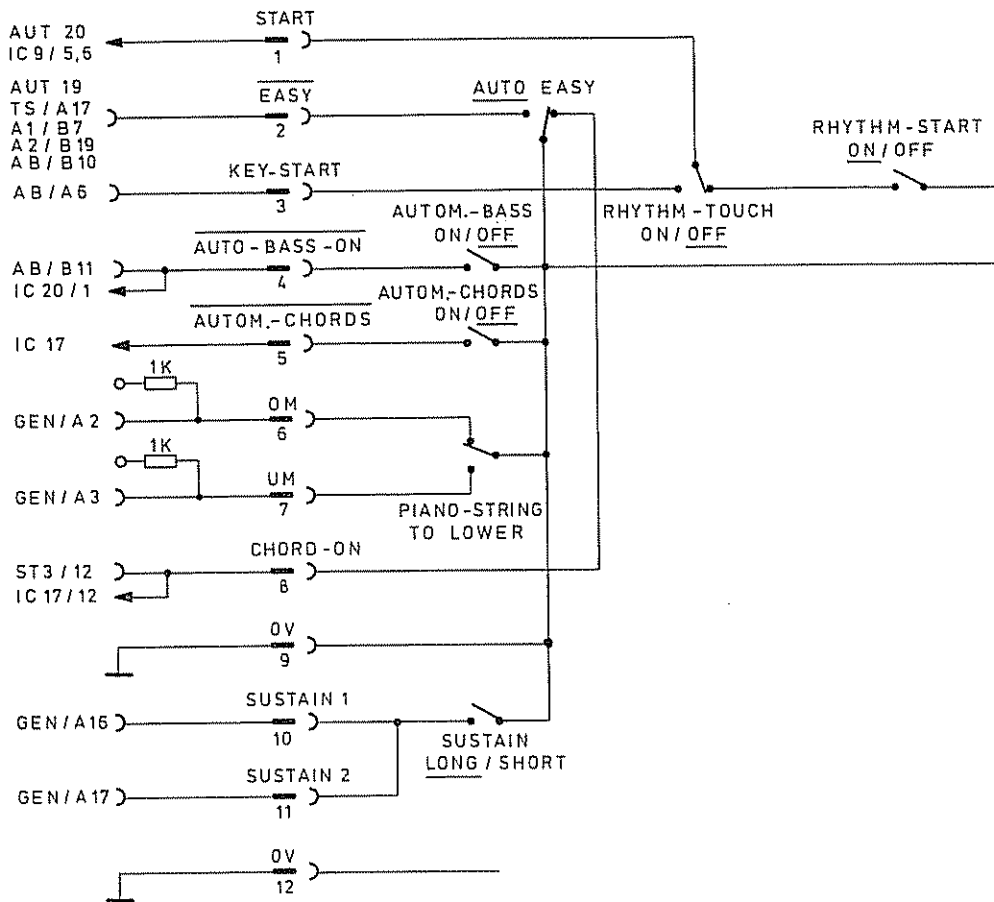 START
AUT 20
IC 9 / 5,6
1
AUT 19
TS / A17
A1 / B7
A2 / B19
AB / B10
EASY
2
AUTO EASY
RHYTHM-START
ON/OFF
AB / A6
KEY-START
3
AUTOM.-BASS
ON/OFF
RHYTHM-TOUCH
ON/OFF
AUTO-BASS-ON
AB / B11
IC 20 / 1
4
AUTOM.-CHORDS
ON/OFF
AUTOM.-CHORDS
IC 17
5
1K
GEN / A2
OM
6
1K
GEN / A3
UM
7
PIANO-STRING
TO LOWER
CHORD-ON
ST3 / 12
IC 17 / 12
8
0V
9
SUSTAIN 1
GEN / A16
10
SUSTAIN
LONG / SHORT
SUSTAIN 2
GEN / A17
11
0V
12